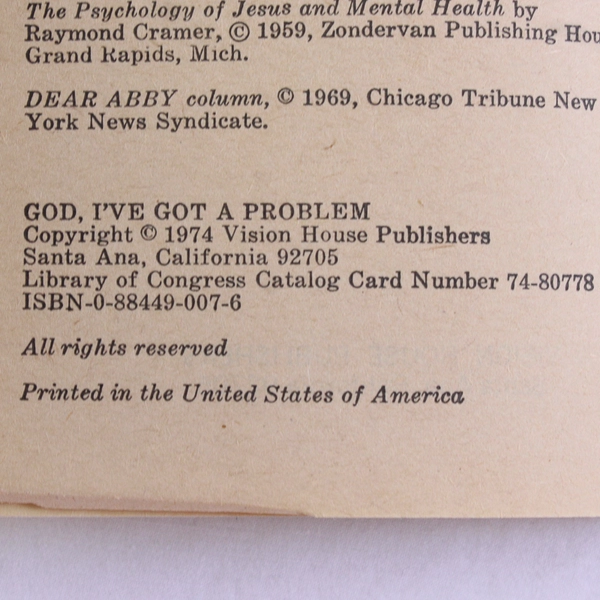 The Psychology of Jesus and Mental Health by
Raymond Cramer, © 1959, Zondervan Publishing Hou
Grand Rapids, Mich.
DEAR ABBY column, © 1969, Chicago Tribune New
York News Syndicate.
GOD, I'VE GOT A PROBLEM
Copyright © 1974 Vision House Publishers
Santa Ana, California 92705
Library of Congress Catalog Card Number 74-80778
ISBN-0-88449-007-6
All rights reserved
Printed in the United States of America